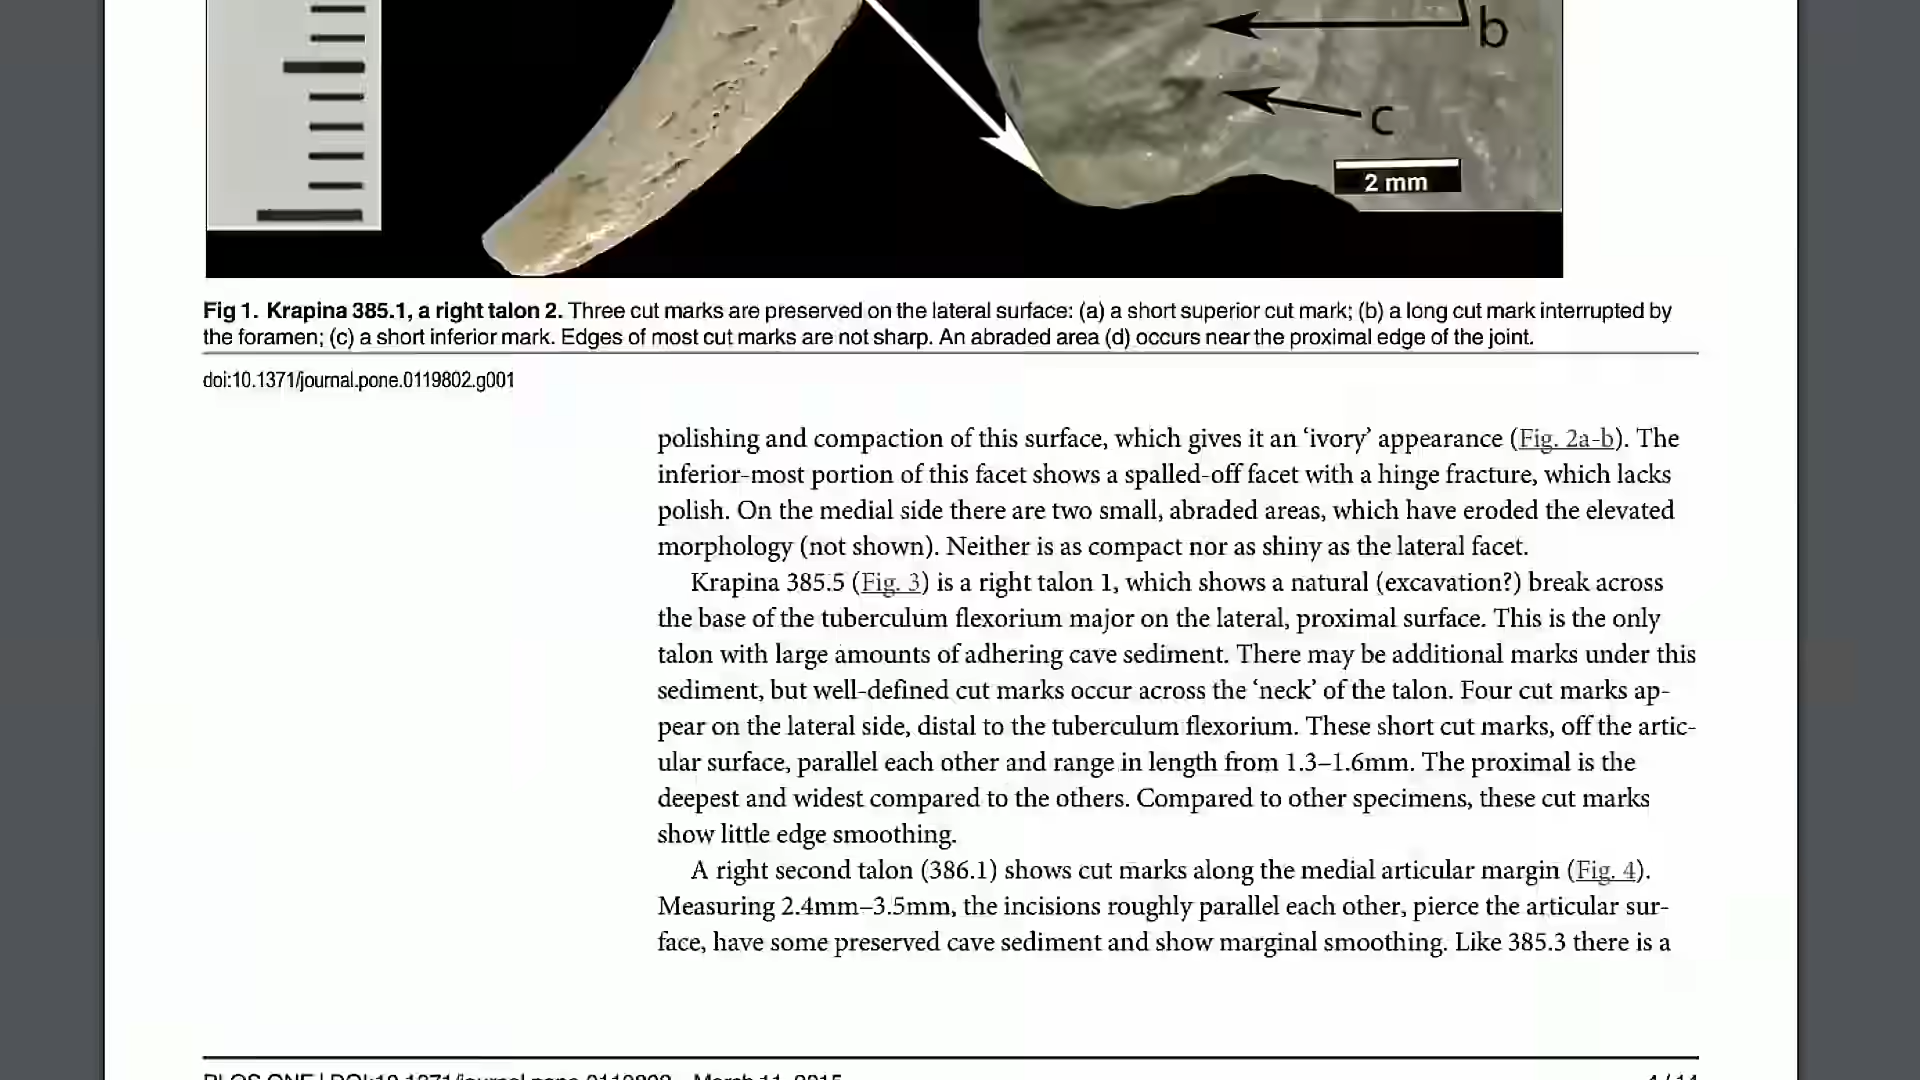 b
c
2 mm
Fig 1. Krapina 385.1, a right talon 2. Three cut marks are preserved on the lateral surface: (a) a short superior cut mark; (b) a long cut mark interrupted by
the foramen; (c) a short inferior mark. Edges of most cut marks are not sharp. An abraded area (d) occurs near the proximal edge of the joint.
doi:10.1371/journal.pone.0119802.g001
polishing and compaction of this surface, which gives it an ‘ivory’ appearance (Fig. 2a-b). The
inferior-most portion of this facet shows a spalled-off facet with a hinge fracture, which lacks
polish. On the medial side there are two small, abraded areas, which have eroded the elevated
morphology (not shown). Neither is as compact nor as shiny as the lateral facet.
Krapina 385.5 (Fig. 3) is a right talon 1, which shows a natural (excavation?) break across
the base of the tuberculum flexorium major on the lateral, proximal surface. This is the only
talon with large amounts of adhering cave sediment. There may be additional marks under this
sediment, but well-defined cut marks occur across the ‘neck’ of the talon. Four cut marks ap-
pear on the lateral side, distal to the tuberculum flexorium. These short cut marks, off the artic-
ular surface, parallel each other and range in length from 1.3–1.6mm. The proximal is the
deepest and widest compared to the others. Compared to other specimens, these cut marks
show little edge smoothing.
A right second talon (386.1) shows cut marks along the medial articular margin (Fig. 4).
Measuring 2.4mm–3.5mm, the incisions roughly parallel each other, pierce the articular sur-
face, have some preserved cave sediment and show marginal smoothing. Like 385.3 there is a
PLOS ONE | DOI:10.1371/journal.pone.0119802 March 11, 2015
4 / 14